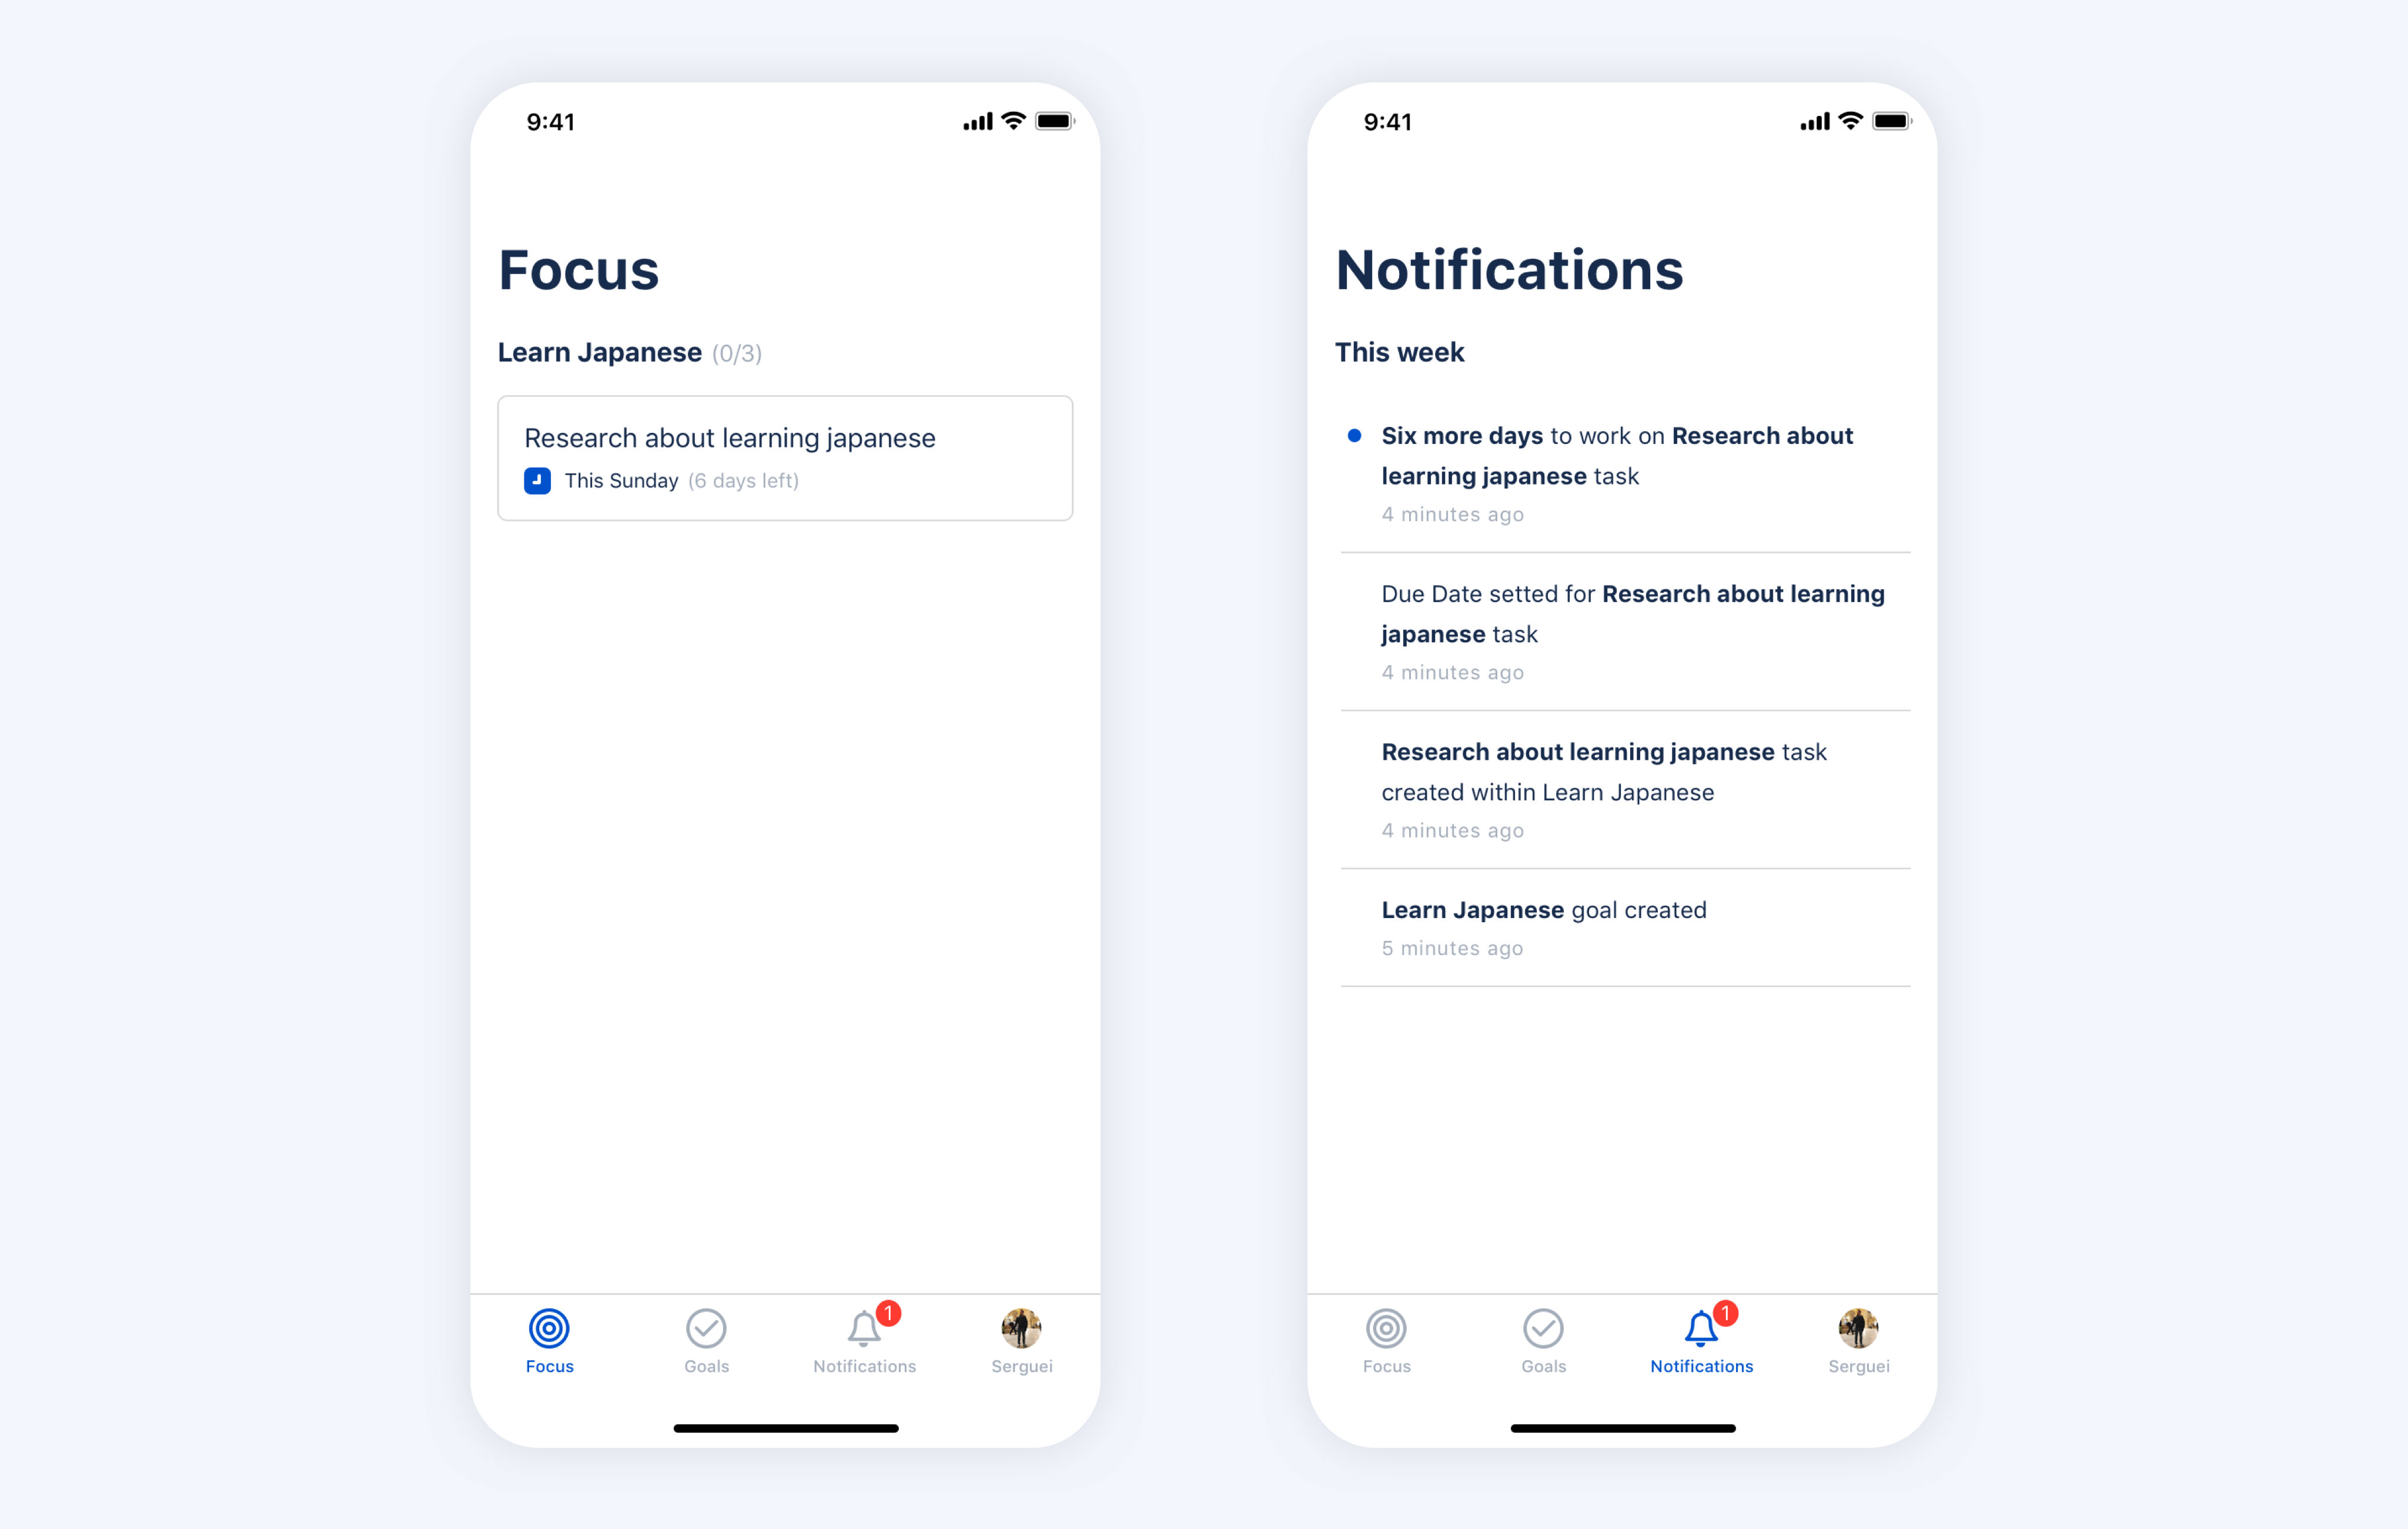 9:41
Focus
Learn Japanese (0/3)
Research about learning japanese
This Sunday (6 days left)
Focus
Goals
1
Notifications
Serguei
9:41
Notifications
This week
Six more days to work on Research about
learning japanese task
4 minutes ago
Due Date setted for Research about learning
japanese task
4 minutes ago
Research about learning japanese task
created within Learn Japanese
4 minutes ago
Learn Japanese goal created
5 minutes ago
Focus
Goals
1
Notifications
Serguei